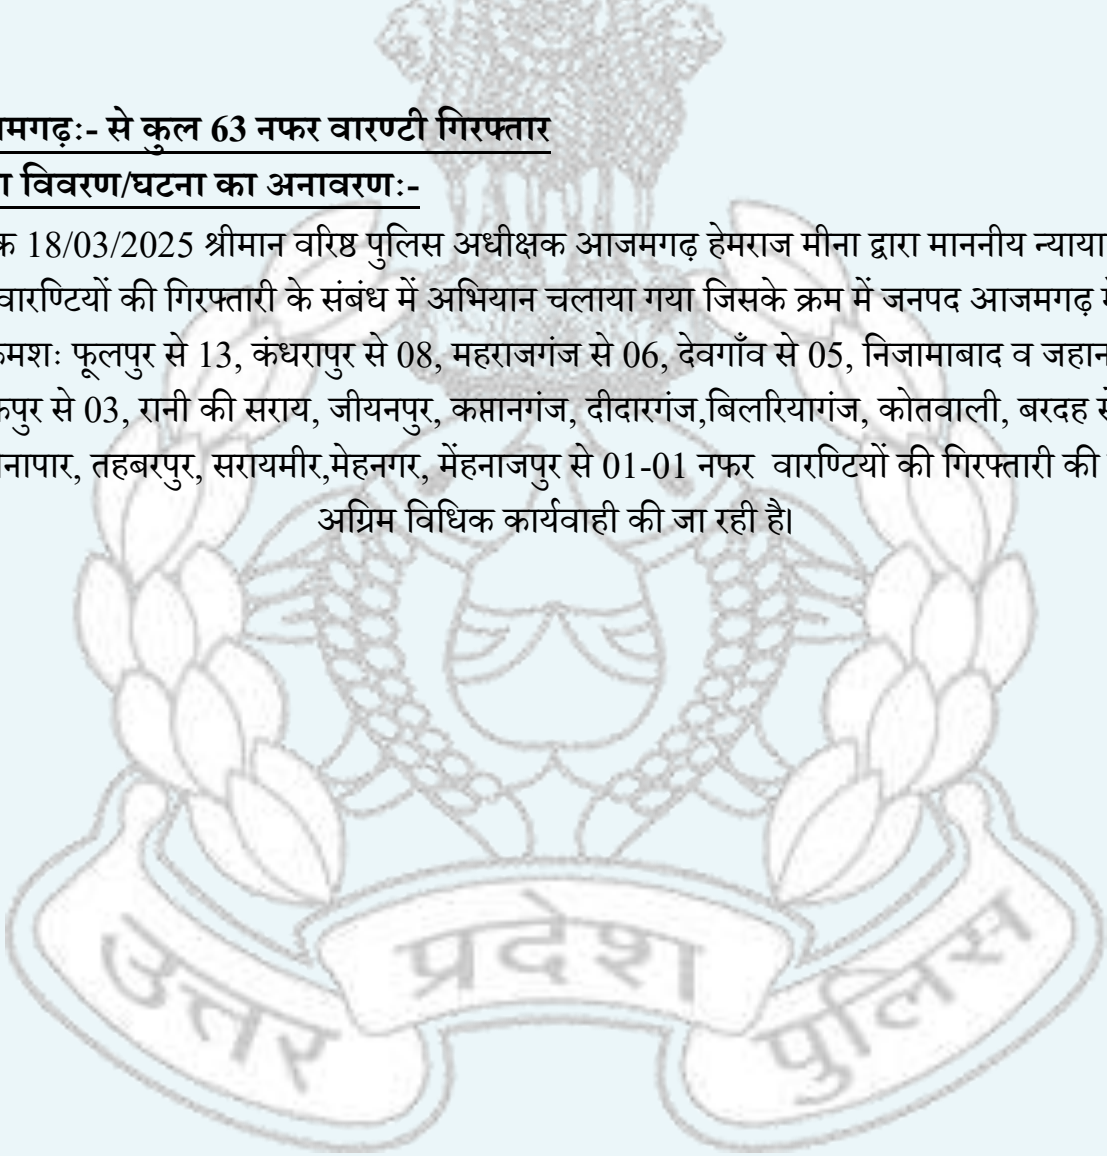 मगढ़ः- से कुल 63 नफर वारण्टी गिरफ्तार
विवरण/घटना का अनावरणः-
18/03/2025 श्रीमान वरिष्ठ पुलिस अधीक्षक आजमगढ़ हेमराज मीना द्वारा माननीय न्याया
वारण्टियों की गिरफ्तारी के संबंध में अभियान चलाया गया जिसके क्रम में जनपद आजमगढ़
क्रमशः फूलपुर से 13, कंधरापुर से 08, महराजगंज से 06, देवगाँव से 05, निजामाबाद व जहान
कपुर से 03, रानी की सराय, जीयनपुर, कप्तानगंज, दीदारगंज,बिलरियागंज, कोतवाली, बरदह
नापार, तहबरपुर, सरायमीर,मेहनगर, मेंहनाजपुर से 01-01 नफर वारण्टियों की गिरफ्तारी की
अग्रिम विधिक कार्यवाही की जा रही है।
उत्तर प्रदेश पुलिस